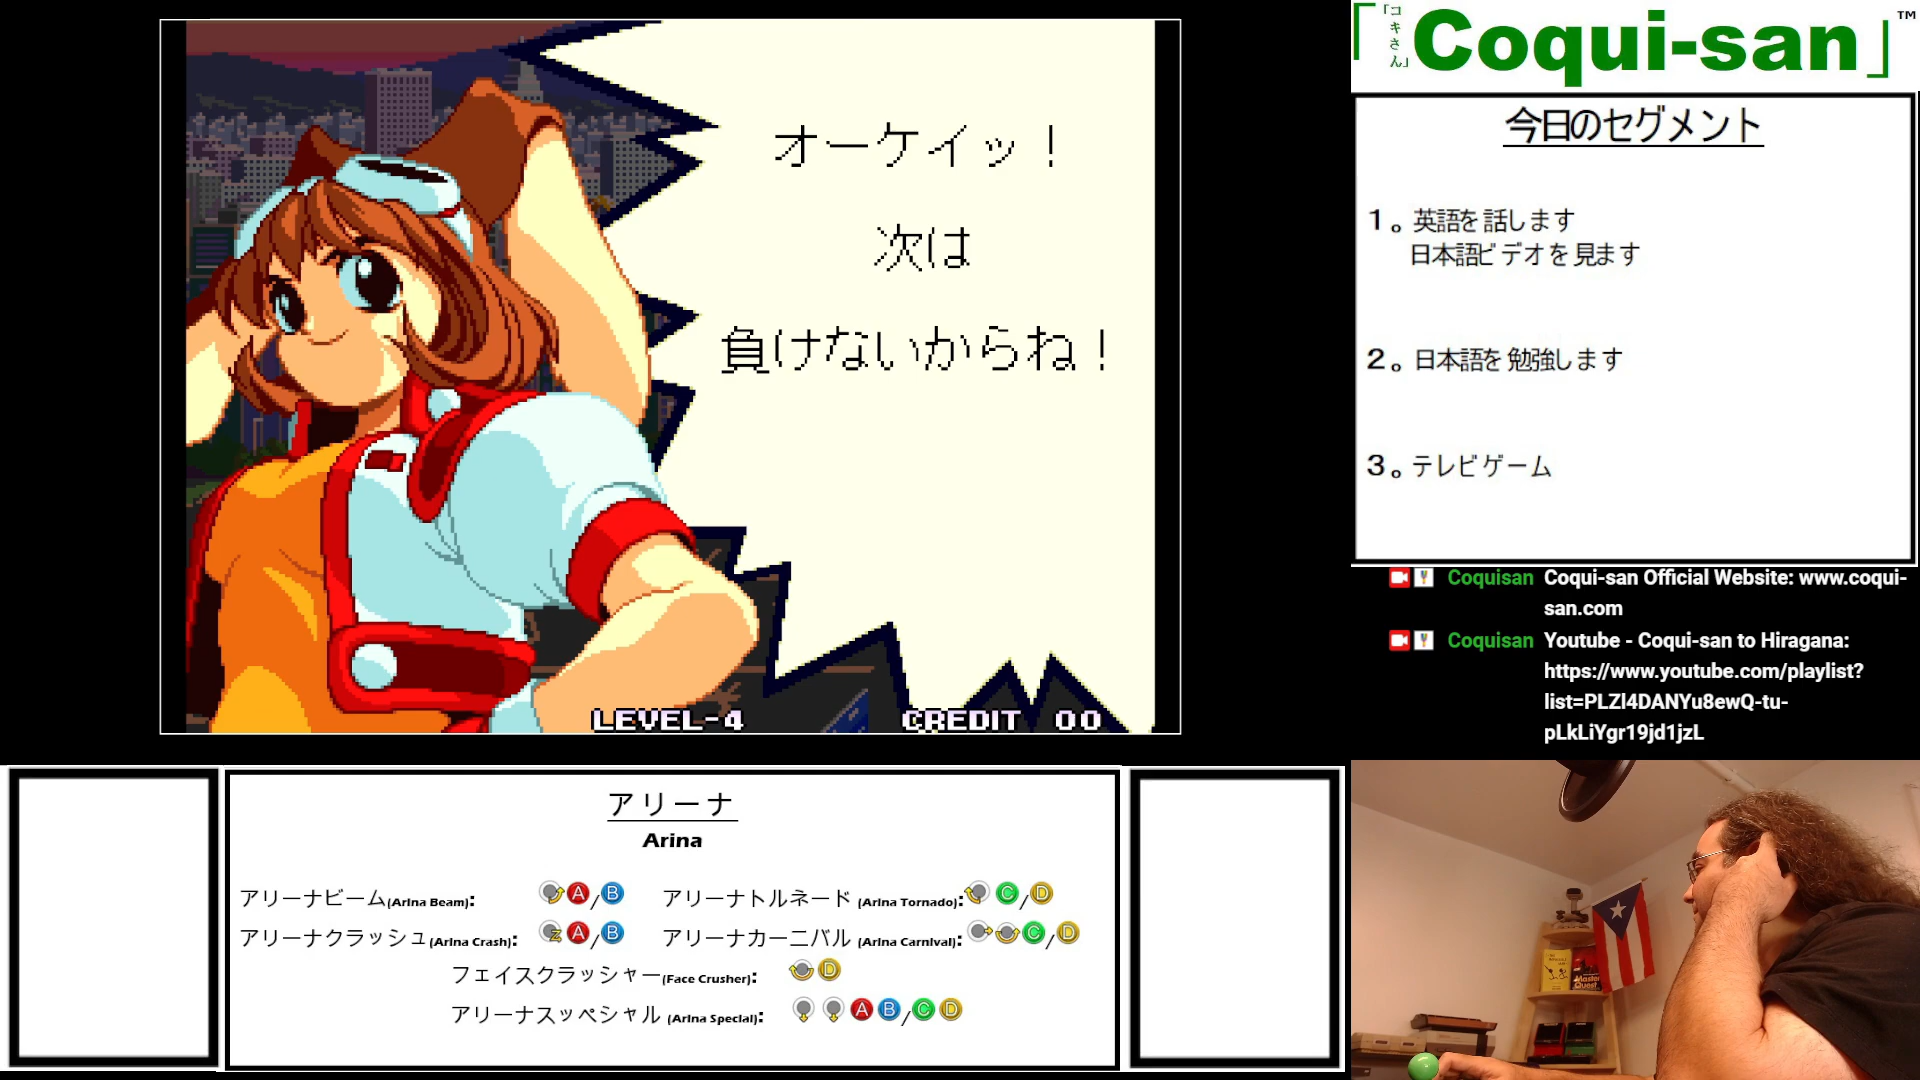 オーケイッ！
次は
負けないからね！
LEVEL-4
CREDIT 00
「コキさん」
「Coqui-san」™
今日のセグメント
1。英語を話します
日本語ビデオを見ます
2。日本語を勉強します
3。テレビゲーム
Coquisan Coqui-san Official Website: www.coqui-
san.com
Coquisan Youtube - Coqui-san to Hiragana:
https://www.youtube.com/playlist?
list=PLZl4DANYu8ewQ-tu-
pLkLiYgr19jd1jzL
アリーナ
Arina
アリーナビーム(Arina Beam): A/B
アリーナトルネード (Arina Tornado): C/D
アリーナクラッシュ(Arina Crash): Z A/B
アリーナカーニバル (Arina Carnival): C/D
フェイスクラッシャー(Face Crusher): D
アリーナスッペシャル (Arina Special): A B/C D
Master
Quest